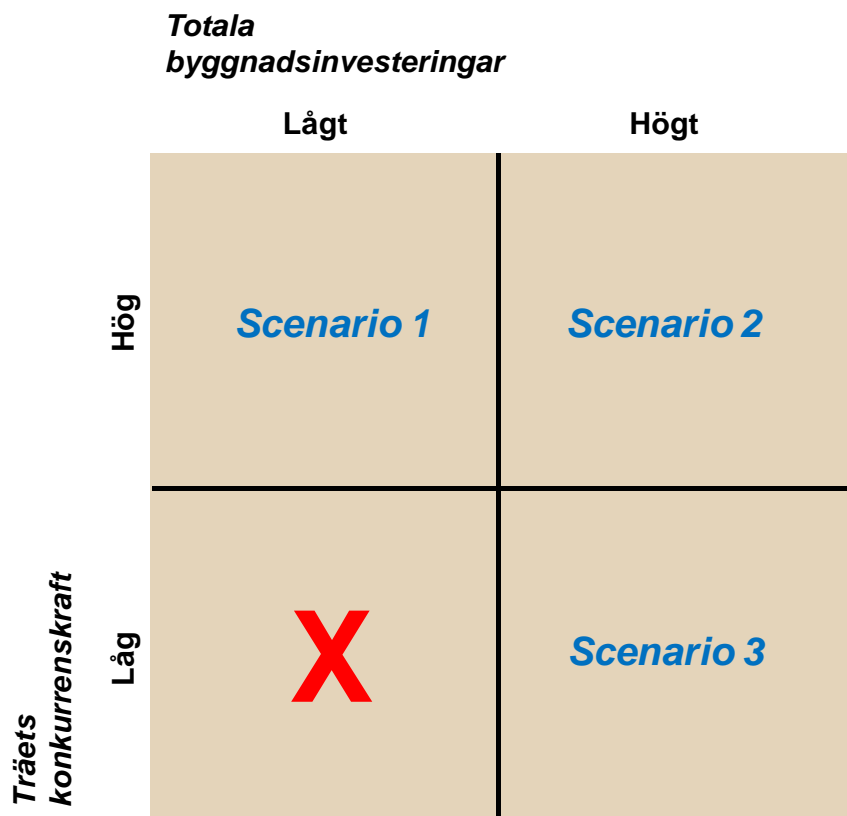 Totala
byggnadsinvesteringar
Lågt Högt
Hög
Scenario 1 Scenario 2
Låg
X Scenario 3
Träets
konkurrenskraft